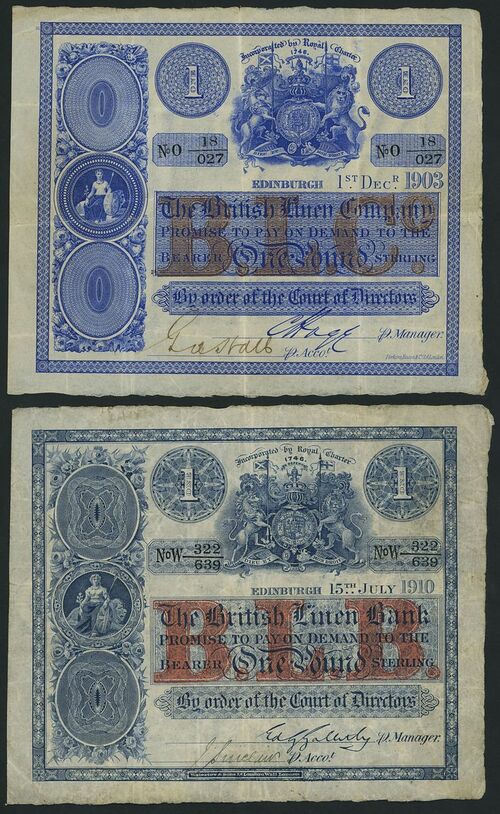 Incorporated by Royal Charter
1746.
1 1
No O 18/027 No O 18/027
EDINBURGH 1ST DECR. 1903
The British Linen Company
PROMISE TO PAY ON DEMAND TO THE
BEARER One Pound STERLING
By order of the Court of Directors
P. Manager.
P. Acct.
Incorporated by Royal Charter
1746.
1 1
No W 322/639 No W 322/639
EDINBURGH 15TH JULY 1910
The British Linen Bank
PROMISE TO PAY ON DEMAND TO THE
BEARER One Pound STERLING.
By order of the Court of Directors
P. Manager.
P. Acct.